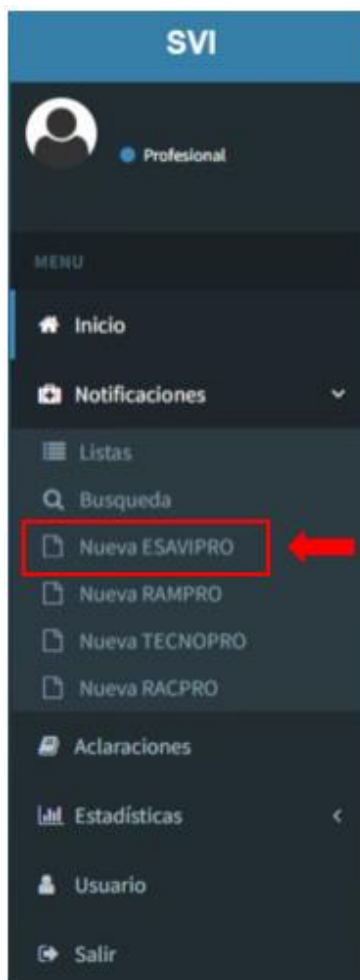 SVI
Profesional
MENU
Inicio
Notificaciones
Listas
Busqueda
Nueva ESAVIPRO
Nueva RAMPRO
Nueva TECNOPRO
Nueva RACPRO
Aclaraciones
Estadísticas
Usuario
Salir